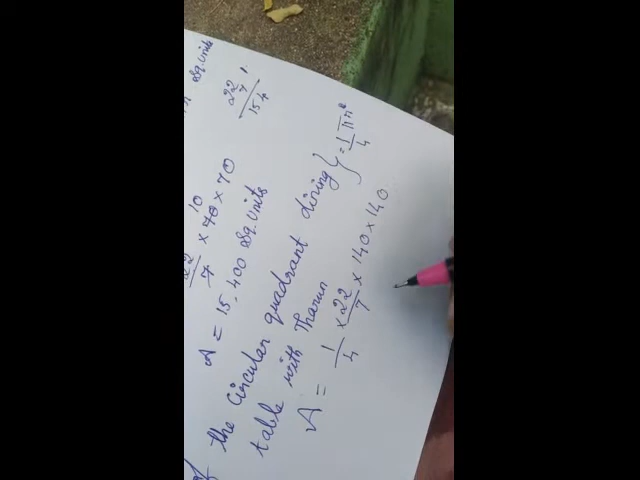 Sq.units
22
7
154
22/7 × 70 × 70
10
A = 15,400 Sq.units
of the Circular quadrant dining } = 1/4 πr²
table with Tharun
A = 1/4 × 22/7 × 140 × 140